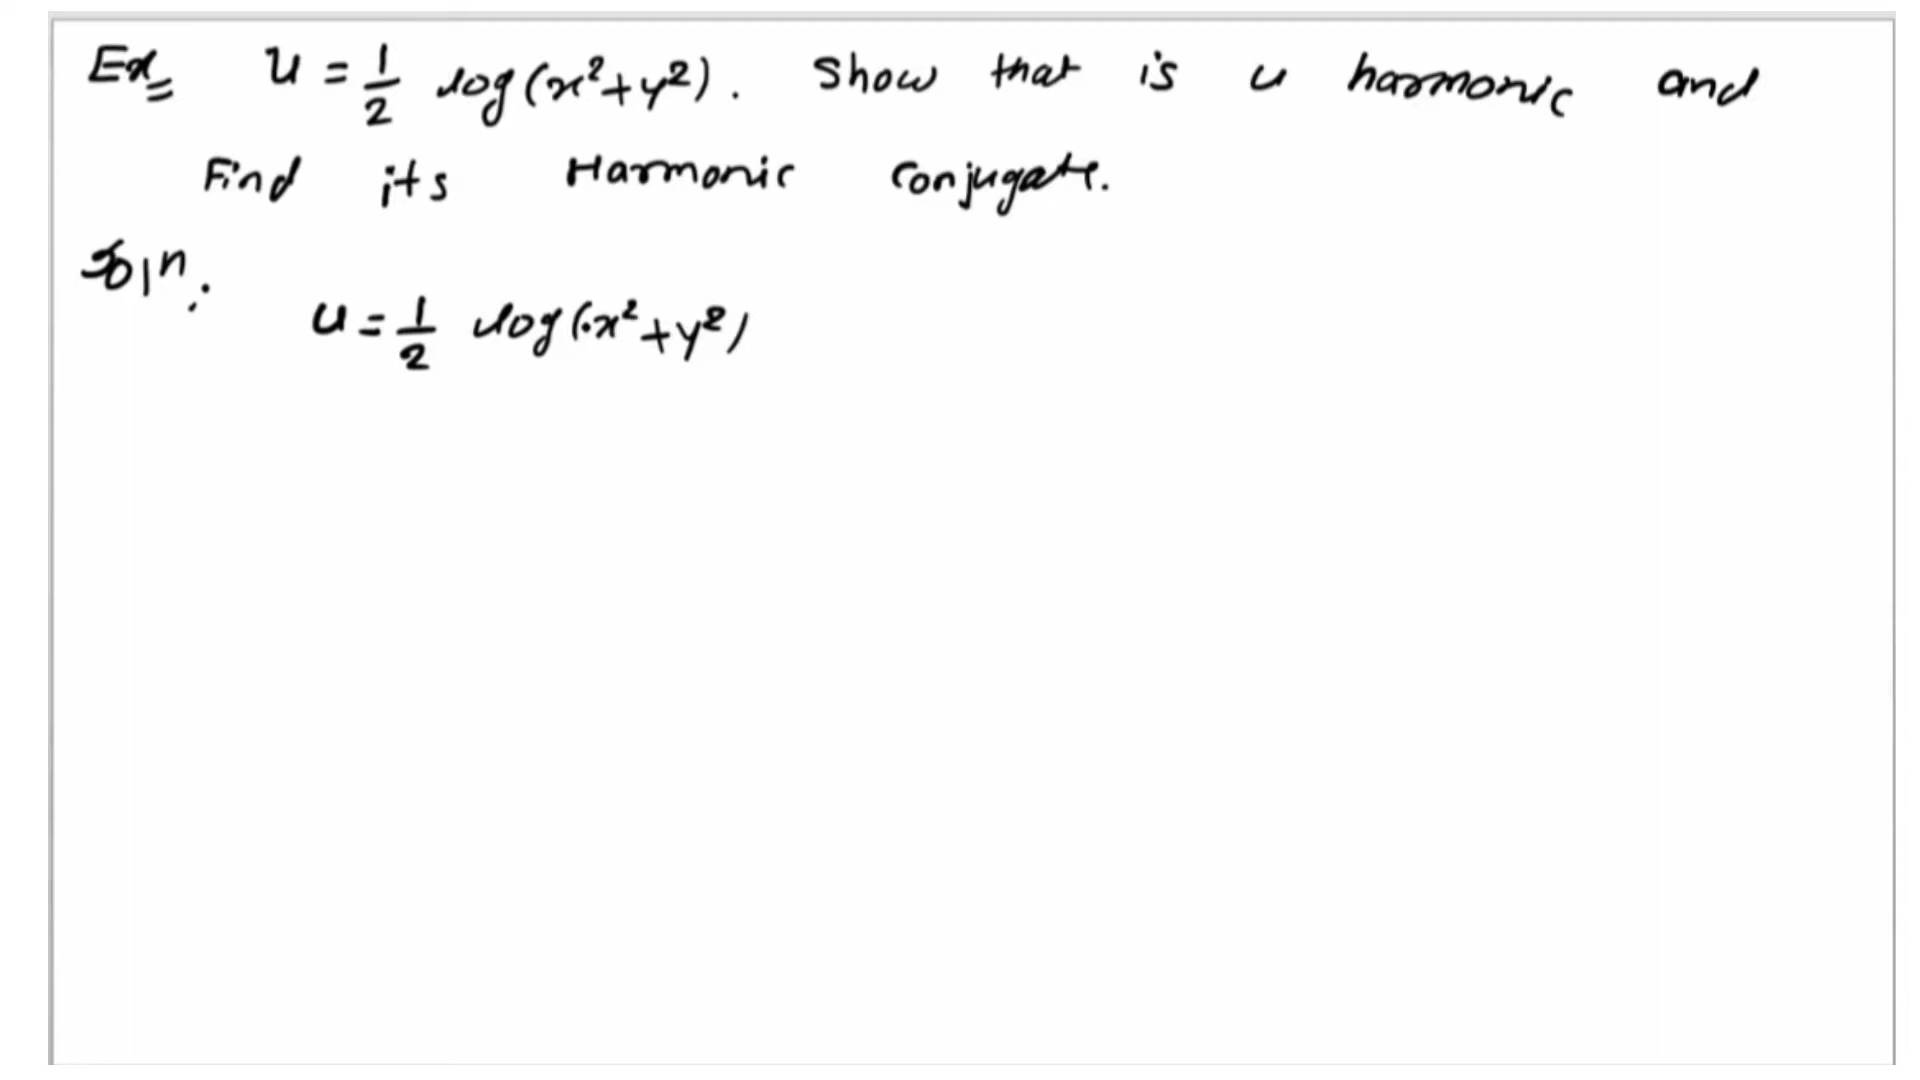 Ex u = 1/2 log(x²+y²). Show that is u harmonic and
Find its Harmonic Conjugate.
Solⁿ:
u = 1/2 log(x²+y²)